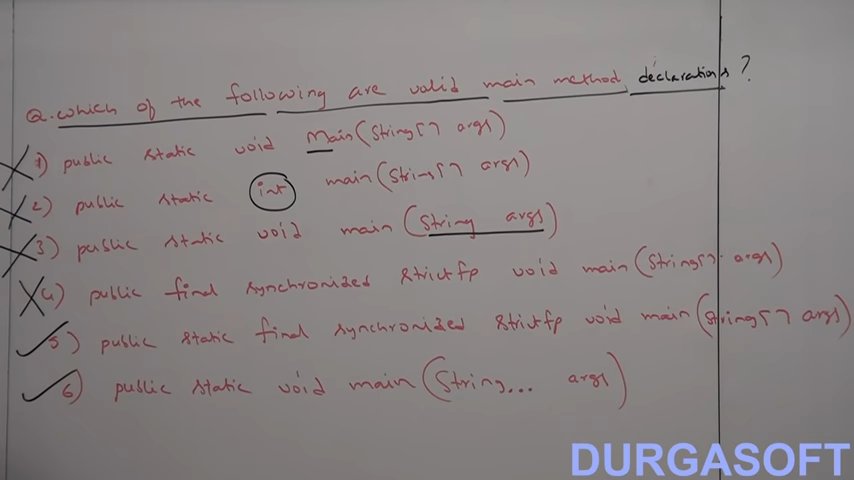 Q. which of the following are valid main method declarations?
1) public static void Main(String[] args)
2) public static int main(String[] args)
3) public static void main(String args)
4) public final synchronized strictfp void main(String[] args)
5) public static final synchronized strictfp void main(String[] args)
6) public static void main(String... args)
DURGASOFT